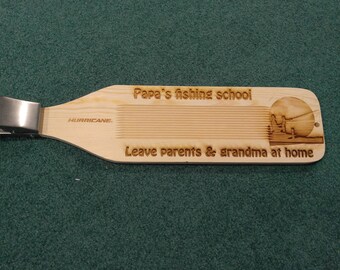 Papa's fishing school
HURRICANE
Leave parents & grandma at home